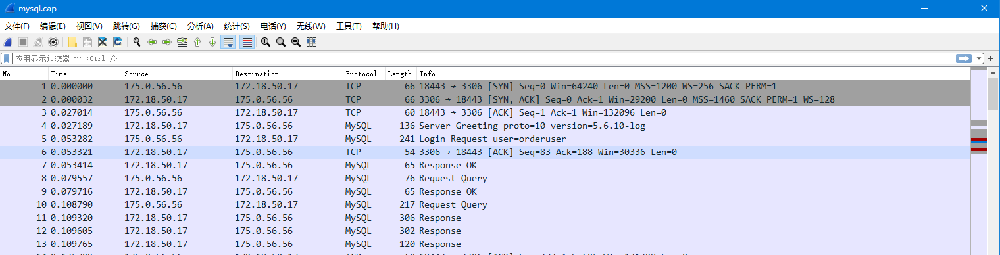 mysql.cap
文件(F) 编辑(E) 视图(V) 跳转(G) 捕获(C) 分析(A) 统计(S) 电话(Y) 无线(W) 工具(T) 帮助(H)
应用显示过滤器 … <Ctrl-/>
No. Time Source Destination Protocol Length Info
1 0.000000 175.0.56.56 172.18.50.17 TCP 66 18443 → 3306 [SYN] Seq=0 Win=64240 Len=0 MSS=1200 WS=256 SACK_PERM=1
2 0.000032 172.18.50.17 175.0.56.56 TCP 66 3306 → 18443 [SYN, ACK] Seq=0 Ack=1 Win=29200 Len=0 MSS=1460 SACK_PERM=1 WS=128
3 0.027014 175.0.56.56 172.18.50.17 TCP 60 18443 → 3306 [ACK] Seq=1 Ack=1 Win=132096 Len=0
4 0.027189 172.18.50.17 175.0.56.56 MySQL 136 Server Greeting proto=10 version=5.6.10-log
5 0.053282 175.0.56.56 172.18.50.17 MySQL 241 Login Request user=orderuser
6 0.053321 172.18.50.17 175.0.56.56 TCP 54 3306 → 18443 [ACK] Seq=83 Ack=188 Win=30336 Len=0
7 0.053414 172.18.50.17 175.0.56.56 MySQL 65 Response OK
8 0.079557 175.0.56.56 172.18.50.17 MySQL 76 Request Query
9 0.079716 172.18.50.17 175.0.56.56 MySQL 65 Response OK
10 0.108790 175.0.56.56 172.18.50.17 MySQL 217 Request Query
11 0.109320 172.18.50.17 175.0.56.56 MySQL 306 Response
12 0.109605 172.18.50.17 175.0.56.56 MySQL 302 Response
13 0.109765 172.18.50.17 175.0.56.56 MySQL 120 Response